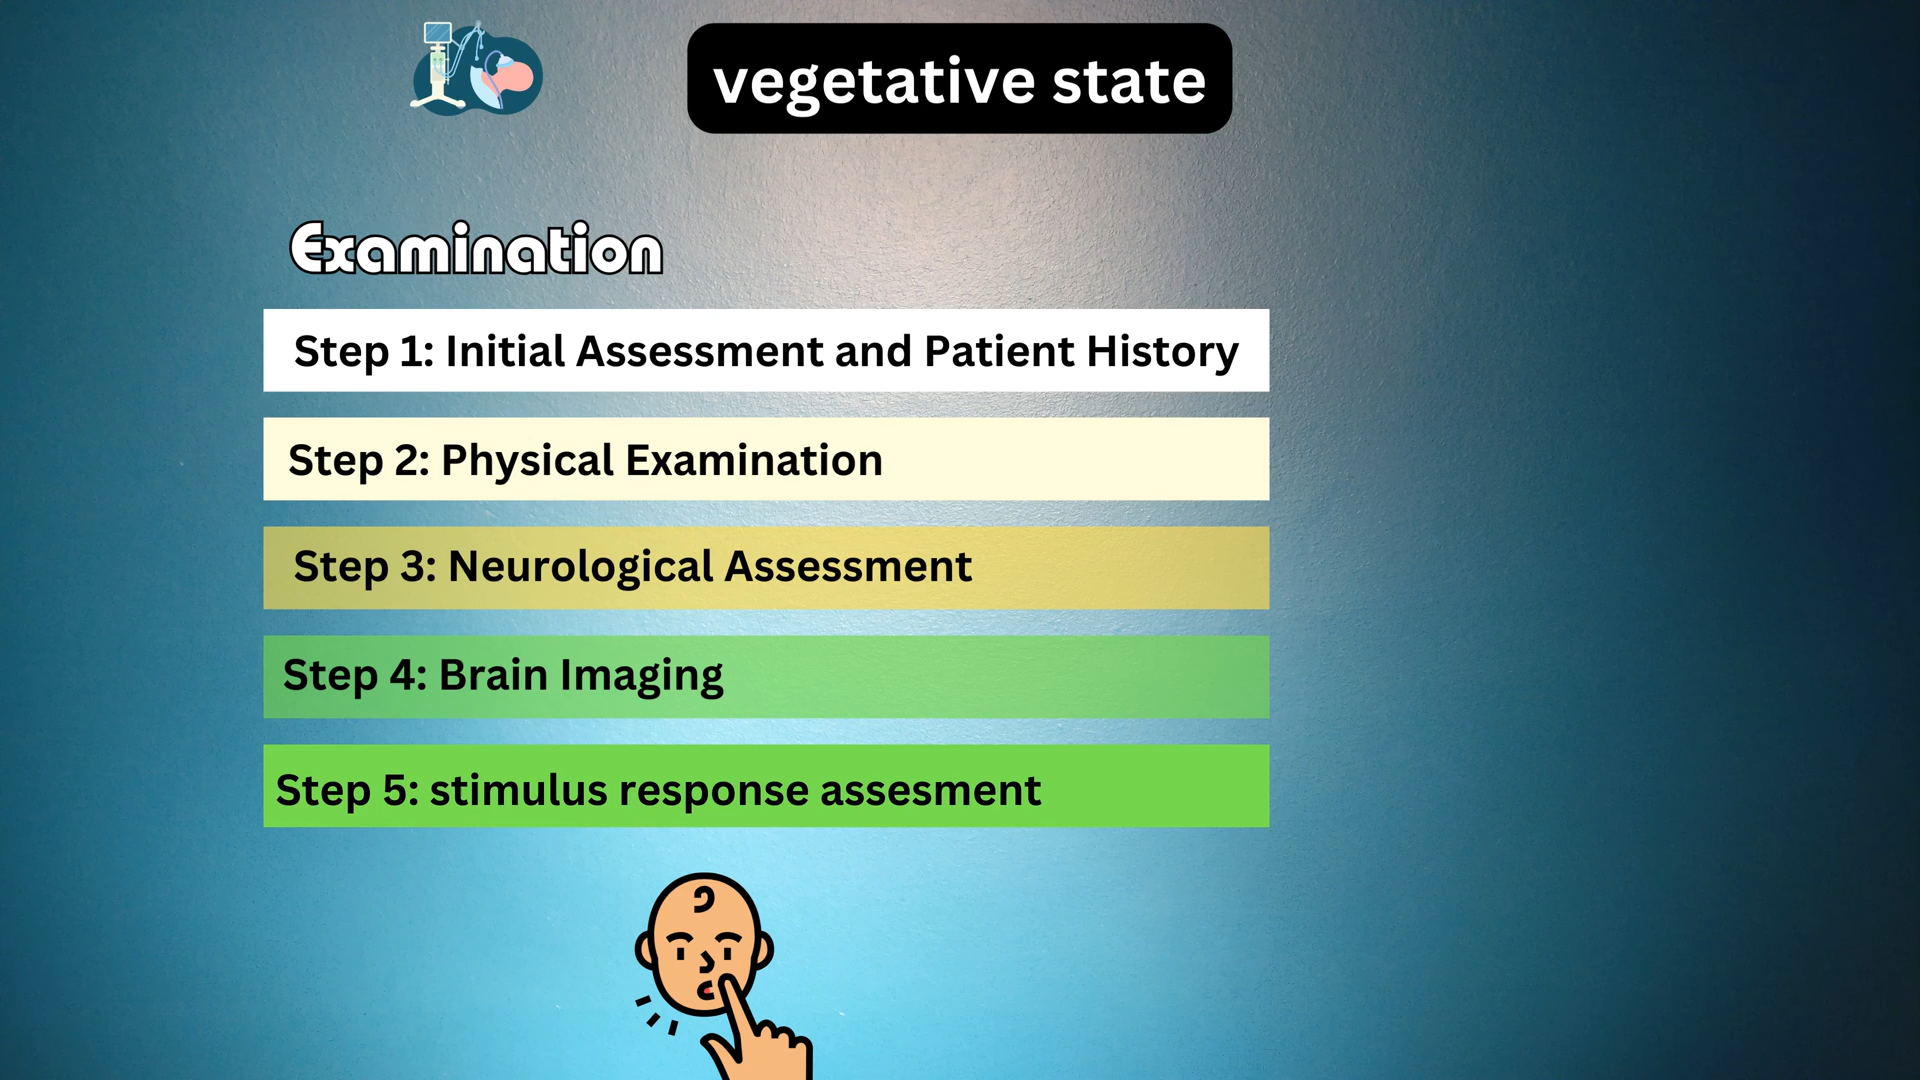 vegetative state
Examination
Step 1: Initial Assessment and Patient History
Step 2: Physical Examination
Step 3: Neurological Assessment
Step 4: Brain Imaging
Step 5: stimulus response assesment